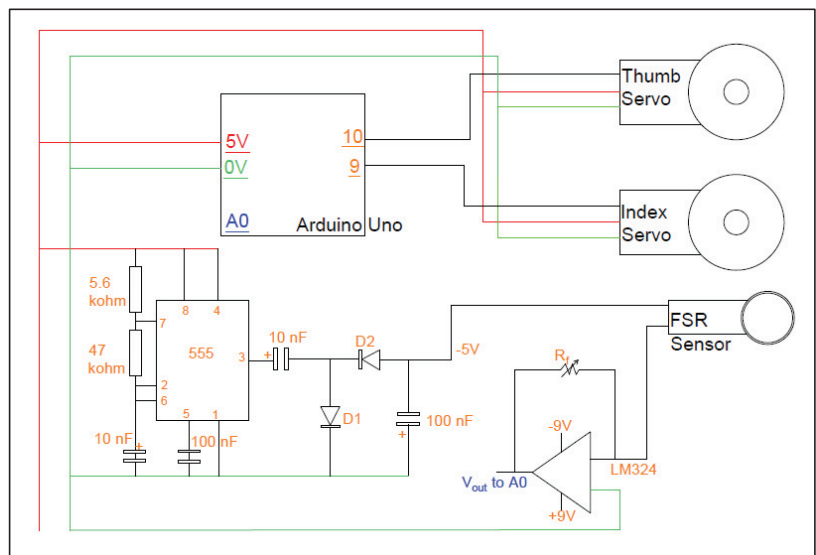 Thumb
Servo
10
5V
0V
9
A0
Arduino Uno
Index
Servo
5.6
kohm
8
4
7
47
kohm
555
3
10 nF
+
D2
-5V
FSR
Sensor
2
6
5
1
D1
100 nF
+
Rf
10 nF
+
100 nF
-9V
LM324
Vout to A0
+9V